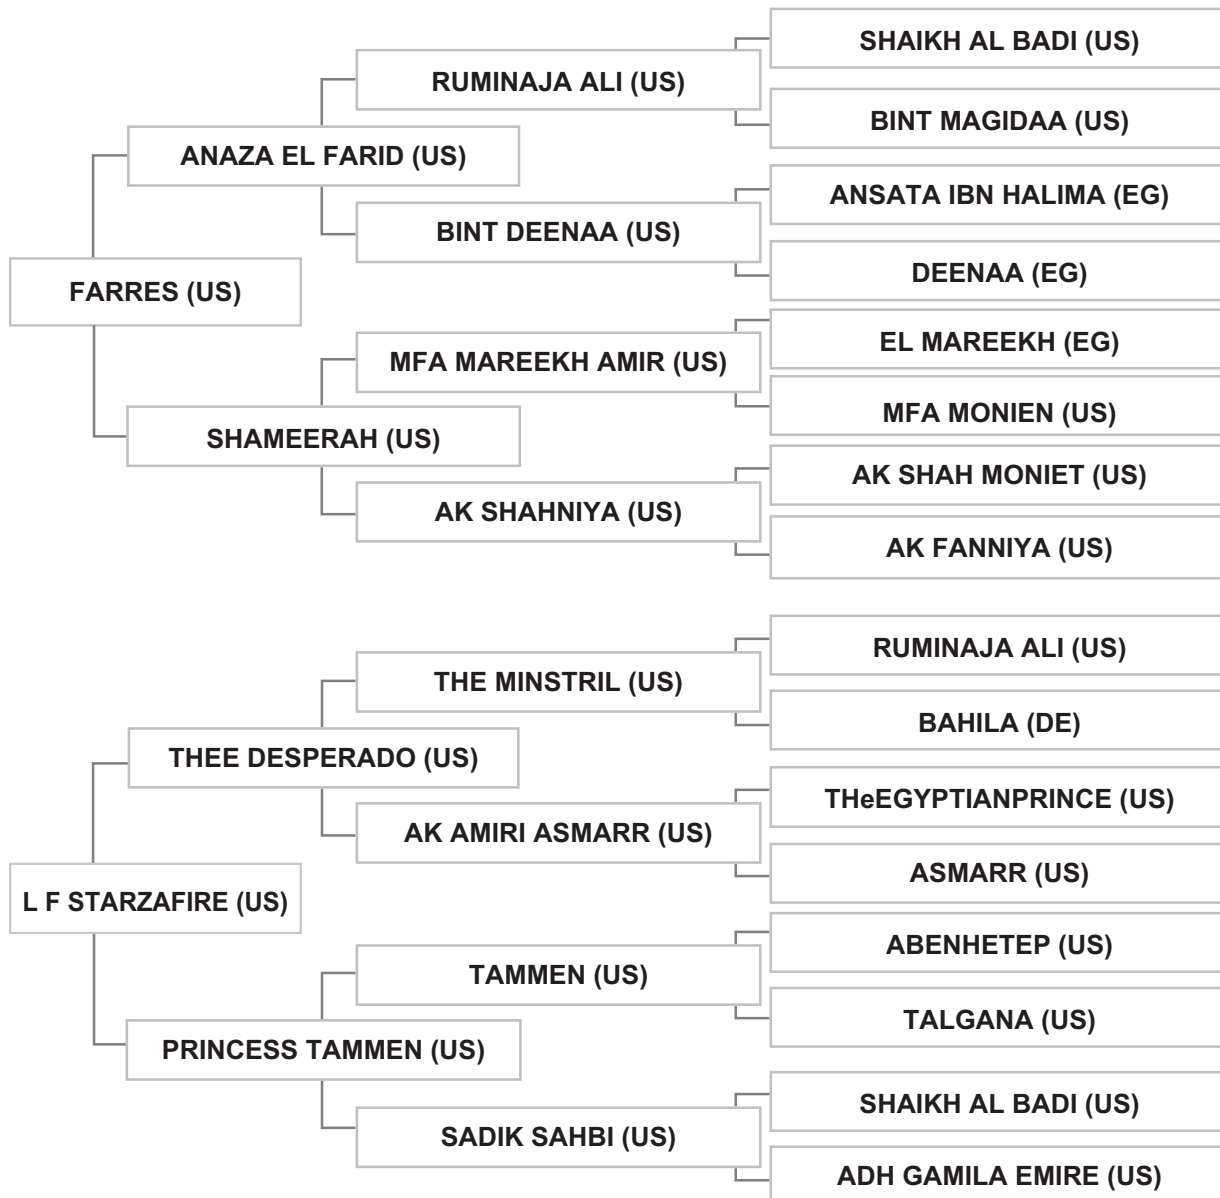 SHAIKH AL BADI (US)
RUMINAJA ALI (US)
BINT MAGIDAA (US)
ANAZA EL FARID (US)
ANSATA IBN HALIMA (EG)
BINT DEENAA (US)
DEENAA (EG)
FARRES (US)
EL MAREEKH (EG)
MFA MAREEKH AMIR (US)
MFA MONIEN (US)
SHAMEERAH (US)
AK SHAH MONIET (US)
AK SHAHNIYA (US)
AK FANNIYA (US)
RUMINAJA ALI (US)
THE MINSTRIL (US)
BAHILA (DE)
THEE DESPERADO (US)
THeEGYPTIANPRINCE (US)
AK AMIRI ASMARR (US)
ASMARR (US)
L F STARZAFIRE (US)
ABENHETEP (US)
TAMMEN (US)
TALGANA (US)
PRINCESS TAMMEN (US)
SHAIKH AL BADI (US)
SADIK SAHBI (US)
ADH GAMILA EMIRE (US)